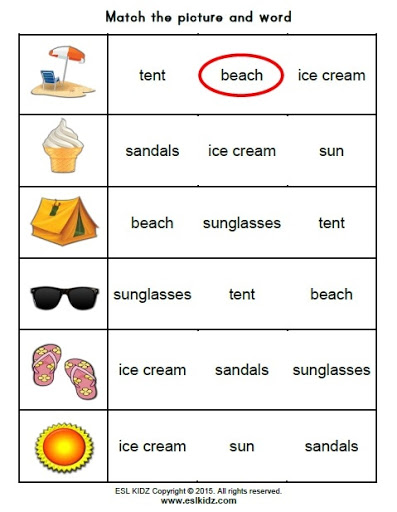 Match the picture and word
tent beach ice cream
sandals ice cream sun
beach sunglasses tent
sunglasses tent beach
ice cream sandals sunglasses
ice cream sun sandals
ESL KIDZ Copyright © 2015. All rights reserved.
www.eslkidz.com